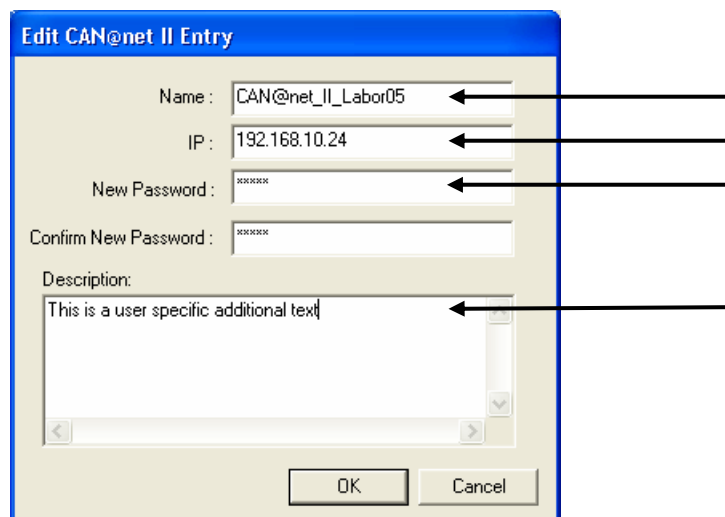 Edit CAN@net II Entry
Name : CAN@net_II_Labor05
IP : 192.168.10.24
New Password : *****
Confirm New Password : *****
Description:
This is a user specific additional text
OK Cancel